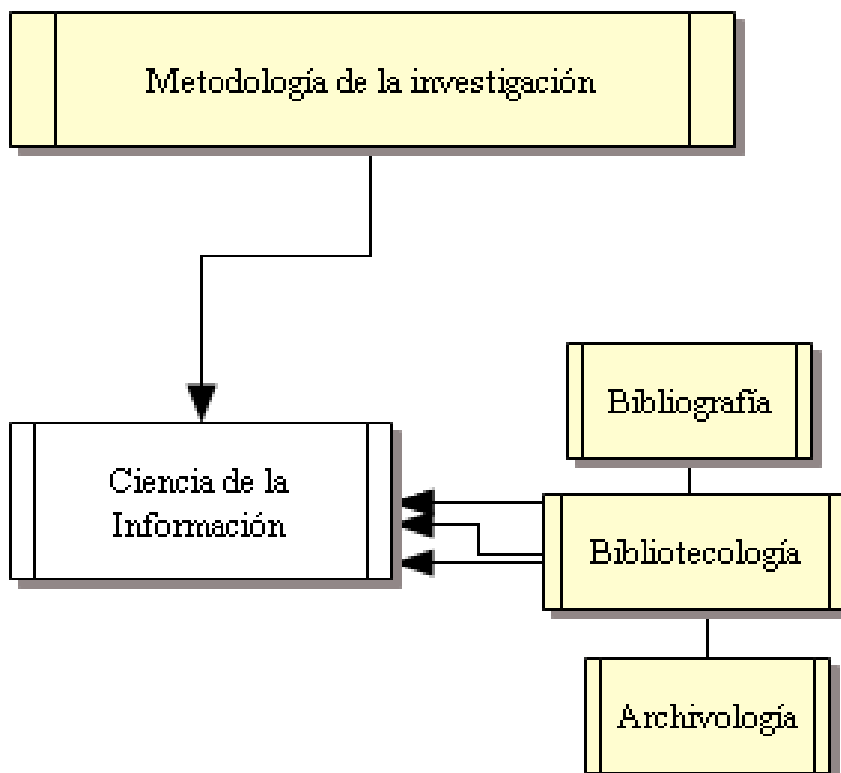 Metodología de la investigación
Ciencia de la
Información
Bibliografía
Bibliotecología
Archivología